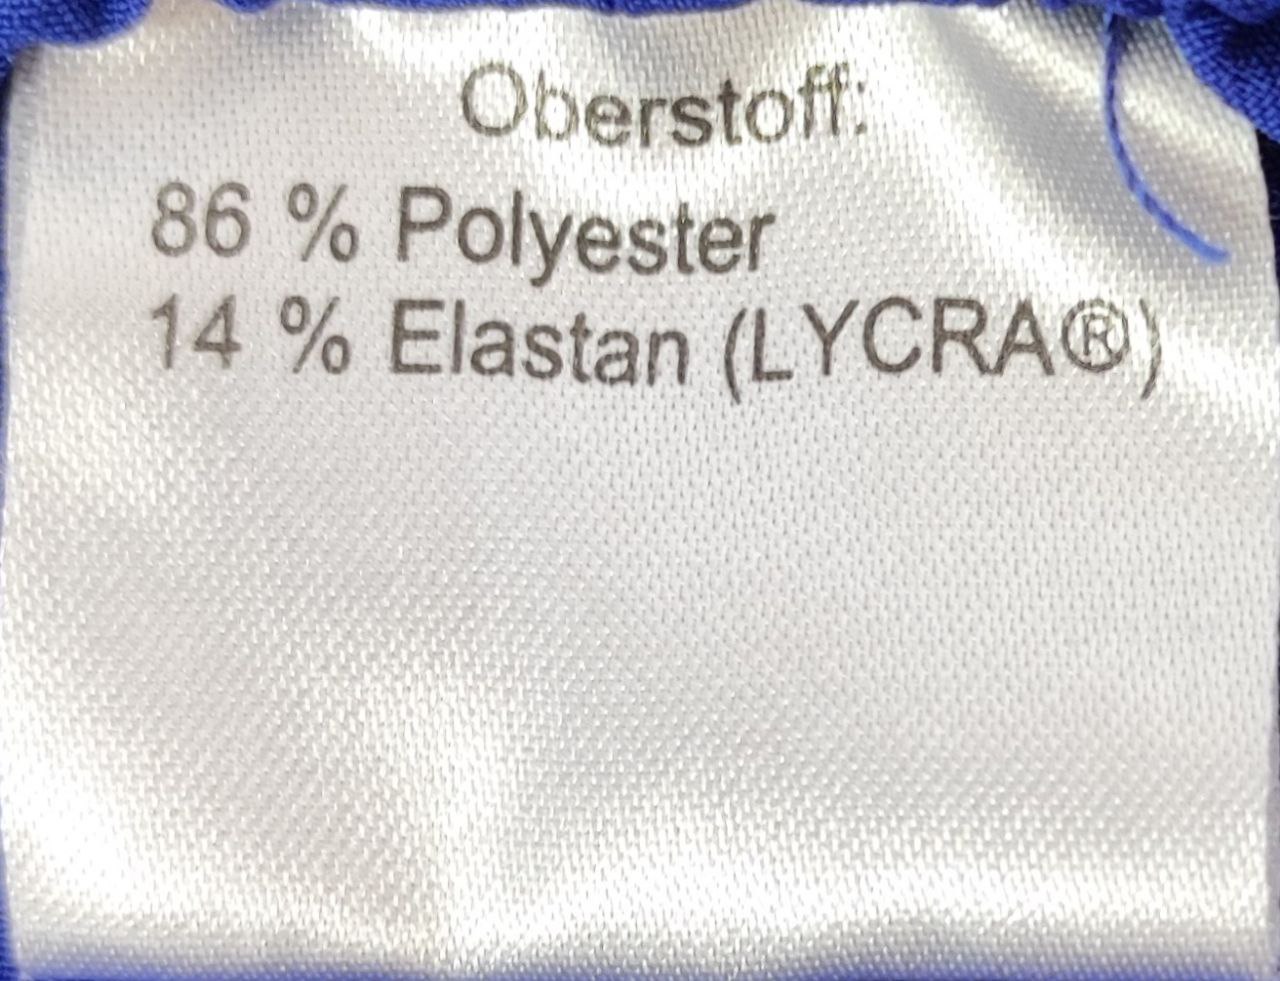 Oberstoff:
86 % Polyester
14 % Elastan (LYCRA®)